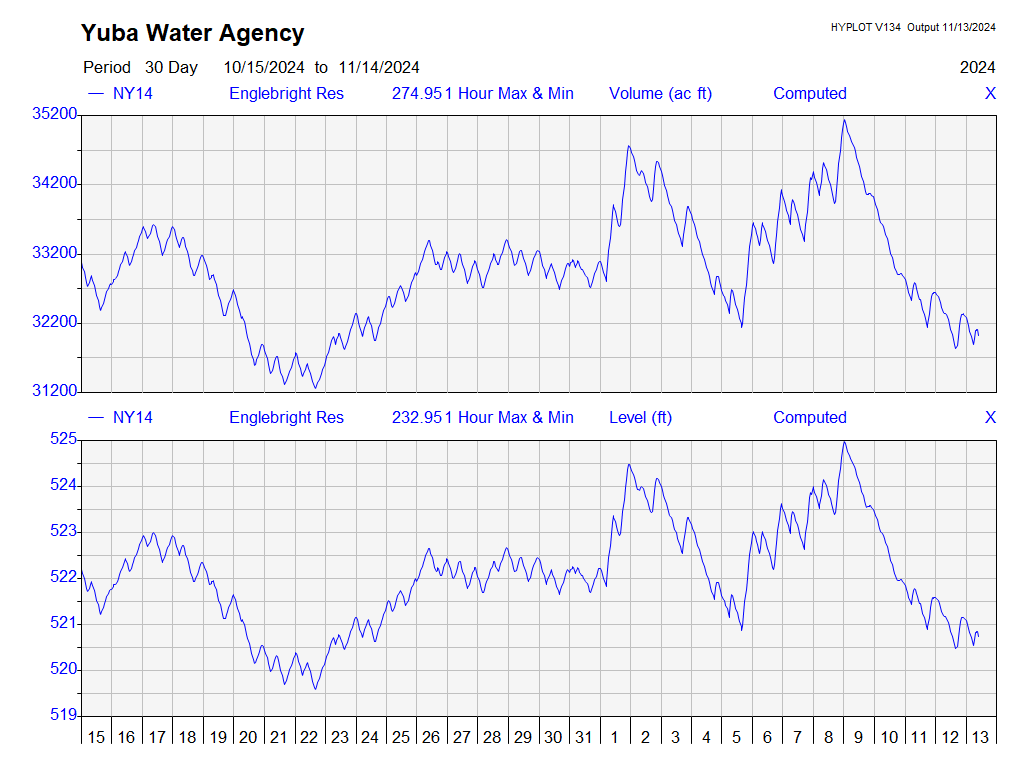 Yuba Water Agency
HYPLOT V134 Output 11/13/2024
Period 30 Day 10/15/2024 to 11/14/2024 2024
NY14 Englebright Res 274.951 Hour Max & Min Volume (ac ft) Computed X
35200
34200
33200
32200
31200
NY14 Englebright Res 232.951 Hour Max & Min Level (ft) Computed X
525
524
523
522
521
520
519
15 16 17 18 19 20 21 22 23 24 25 26 27 28 29 30 31 1 2 3 4 5 6 7 8 9 10 11 12 13